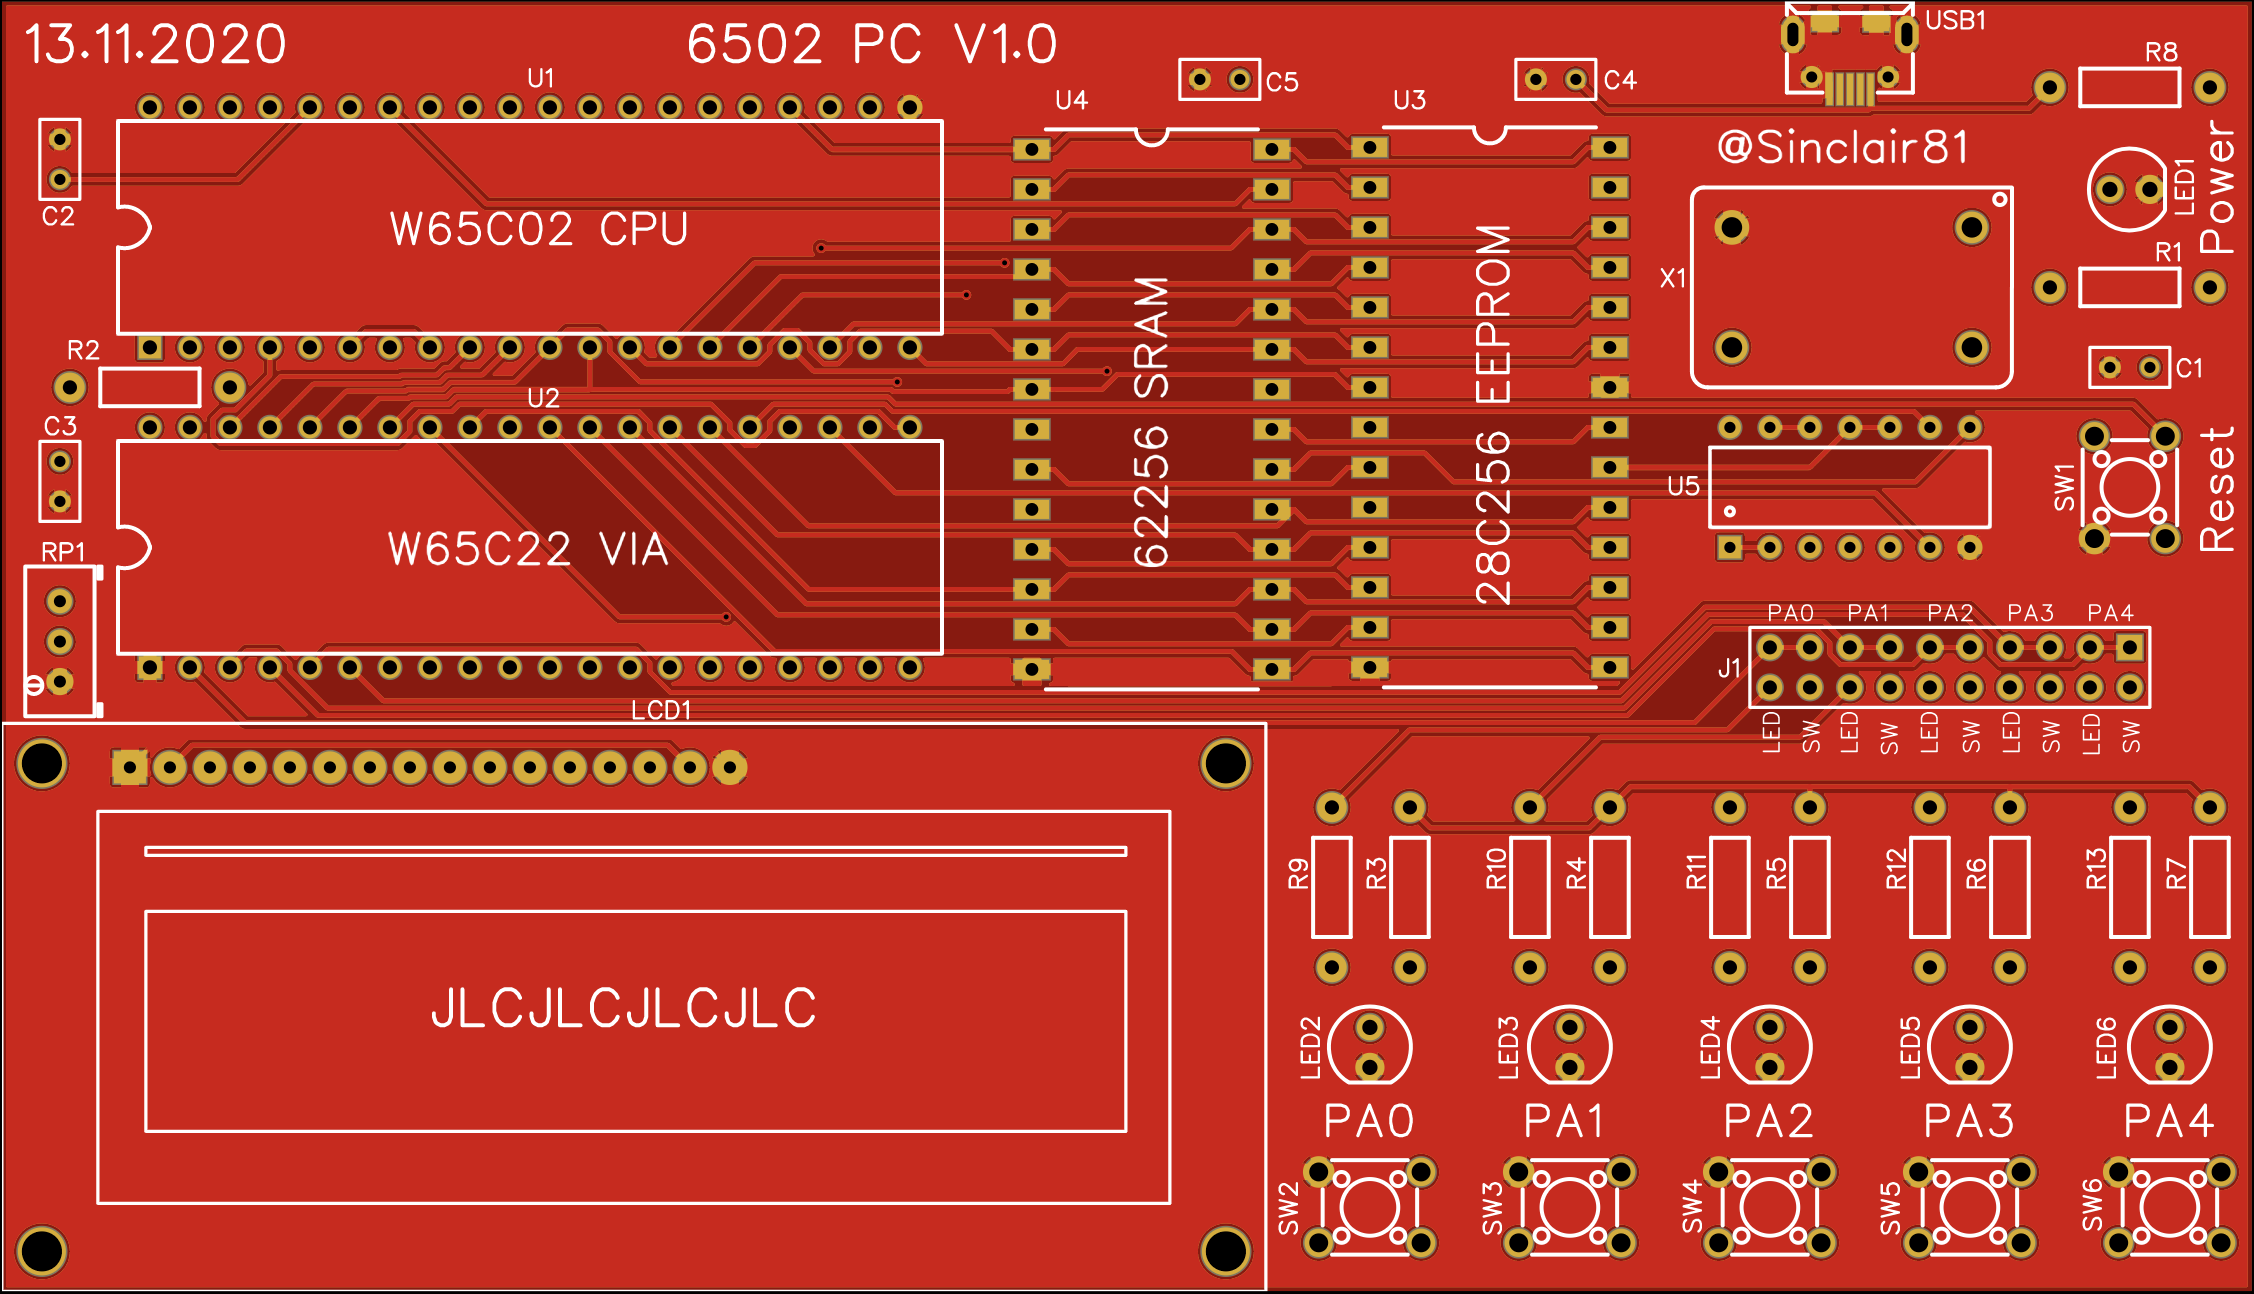 13.11.2020
6502 PC V1.0
USB1
R8
U1
U4
C5
U3
C4
@Sinclair81
LED1
Power
C2
W65C02 CPU
R1
X1
62256 SRAM
28C256 EEPROM
R2
C1
U2
C3
U5
SW1
Reset
RP1
W65C22 VIA
PA0 PA1 PA2 PA3 PA4
J1
LED SW LED SW LED SW LED SW LED SW
LCD1
R9 R3 R10 R4 R11 R5 R12 R6 R13 R7
JLCJLCJLCJLC
LED2 LED3 LED4 LED5 LED6
PA0 PA1 PA2 PA3 PA4
SW2 SW3 SW4 SW5 SW6